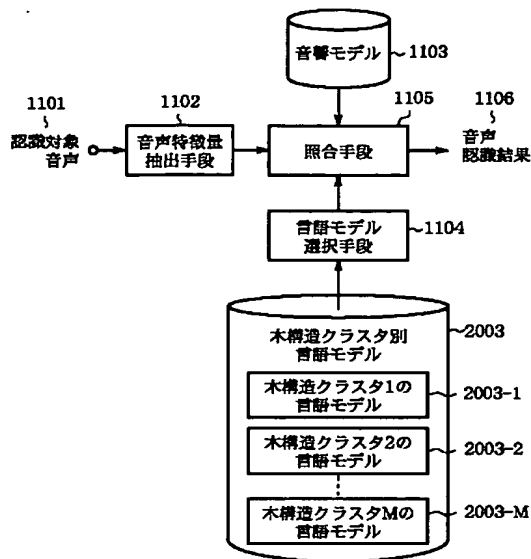 音響モデル
1103
1101
認識対象
音声
1102
音声特徴量
抽出手段
1105
照合手段
1106
音声
認識結果
言語モデル
選択手段
1104
木構造クラスタ別
言語モデル
2003
木構造クラスタ1の
言語モデル
2003-1
木構造クラスタ2の
言語モデル
2003-2
木構造クラスタMの
言語モデル
2003-M